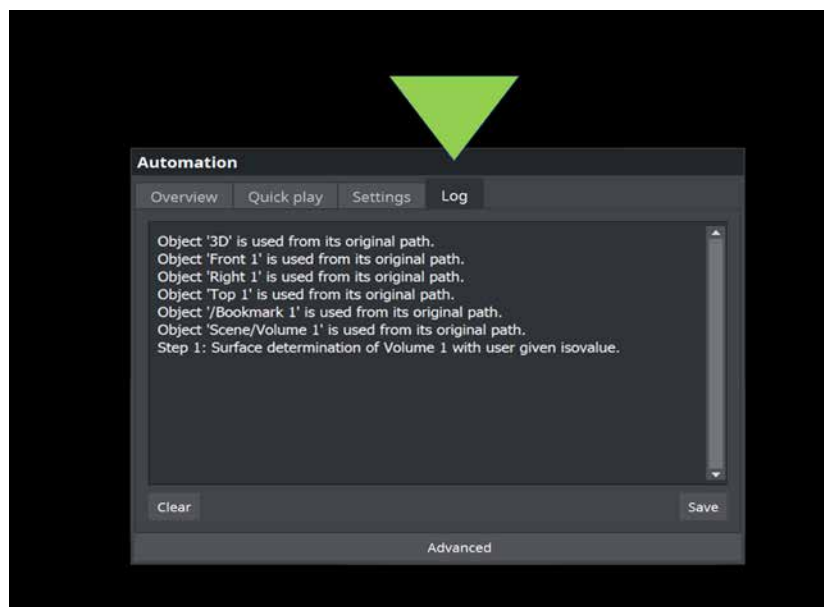 Automation
Overview Quick play Settings Log
Object '3D' is used from its original path.
Object 'Front 1' is used from its original path.
Object 'Right 1' is used from its original path.
Object 'Top 1' is used from its original path.
Object '/Bookmark 1' is used from its original path.
Object 'Scene/Volume 1' is used from its original path.
Step 1: Surface determination of Volume 1 with user given isovalue.
Clear Save
Advanced